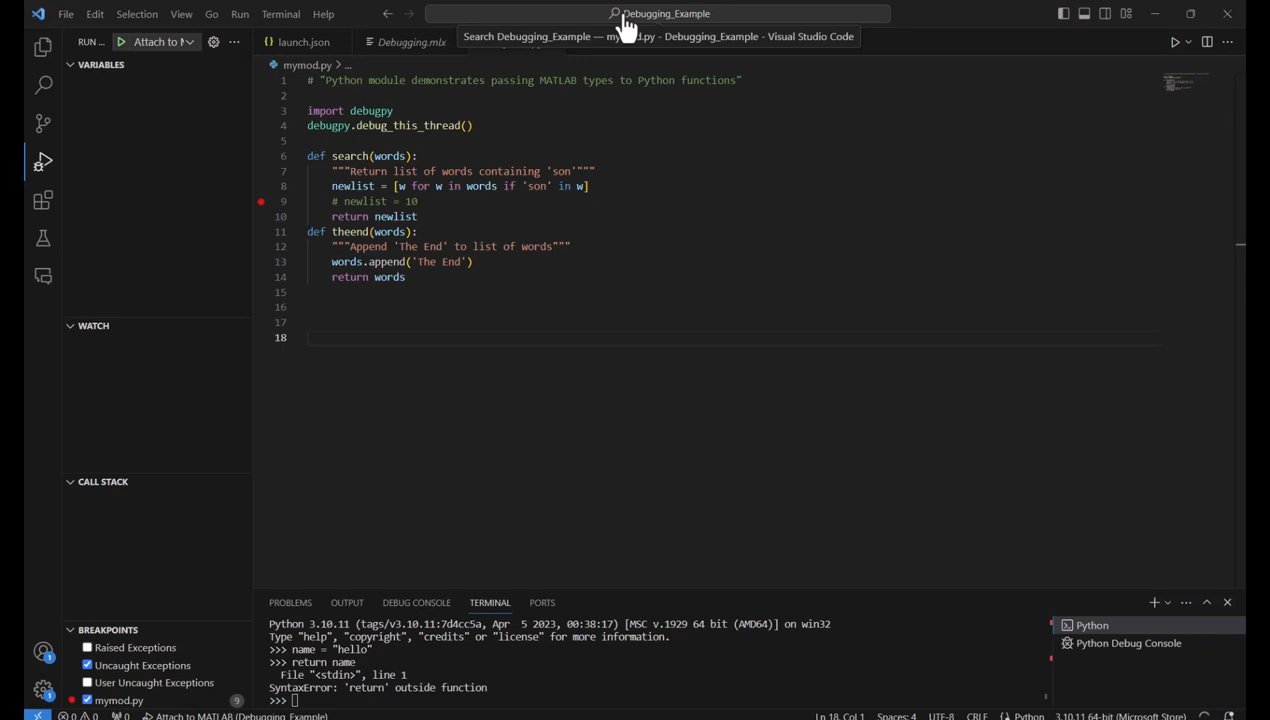 File Edit Selection View Go Run Terminal Help
Debugging_Example
RUN ... Attach to M
launch.json
Debugging.mlx
Search Debugging_Example — mymod.py - Debugging_Example - Visual Studio Code
VARIABLES
mymod.py > ...
1 # "Python module demonstrates passing MATLAB types to Python functions"
2
3 import debugpy
4 debugpy.debug_this_thread()
5
6 def search(words):
7 """Return list of words containing 'son'"""
8 newlist = [w for w in words if 'son' in w]
9 # newlist = 10
10 return newlist
11 def theend(words):
12 """Append 'The End' to list of words"""
13 words.append('The End')
14 return words
15
16
17
18
WATCH
CALL STACK
BREAKPOINTS
Raised Exceptions
Uncaught Exceptions
User Uncaught Exceptions
mymod.py 9
PROBLEMS OUTPUT DEBUG CONSOLE TERMINAL PORTS
Python 3.10.11 (tags/v3.10.11:7d4cc5a, Apr 5 2023, 00:38:17) [MSC v.1929 64 bit (AMD64)] on win32
Type "help", "copyright", "credits" or "license" for more information.
>>> name = "hello"
>>> return name
File "<stdin>", line 1
SyntaxError: 'return' outside function
>>>
Python
Python Debug Console
1
1
0 0 0 Attach to MATLAB (Debugging_Example) Ln 18, Col 1 Spaces: 4 UTF-8 CRLF Python 3.10.11 64-bit (Microsoft Store)